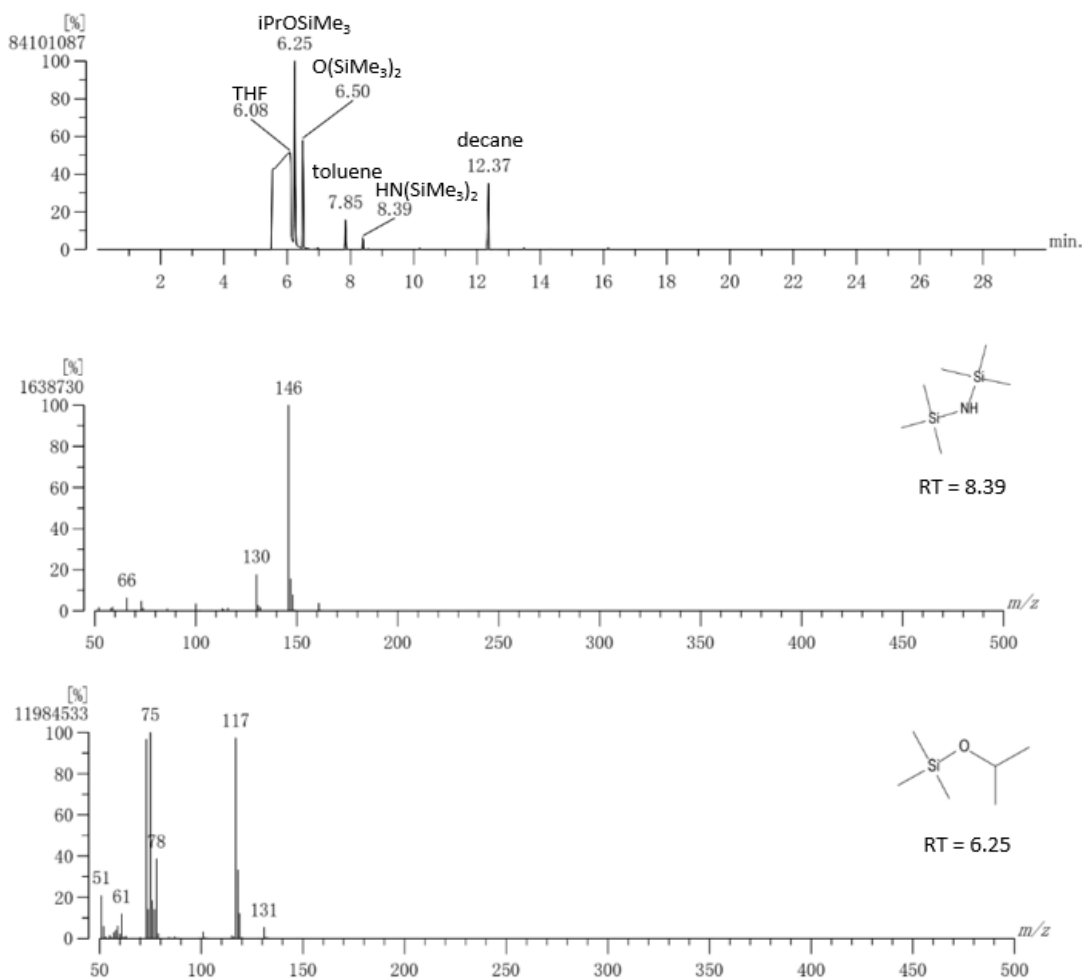 iPrOSiMe₃
[%]
84101087
6.25
O(SiMe₃)₂
6.50
THF
6.08
decane
12.37
toluene
7.85
HN(SiMe₃)₂
8.39
100
80
60
40
20
0
min.
2 4 6 8 10 12 14 16 18 20 22 24 26 28
[%]
1638730
146
100
80
60
40
20
0
130
66
Si
NH
Si
RT = 8.39
m/z
50 100 150 200 250 300 350 400 450 500
[%]
11984533
75
117
100
80
60
40
20
0
78
51
61
131
Si
O
RT = 6.25
m/z
50 100 150 200 250 300 350 400 450 500